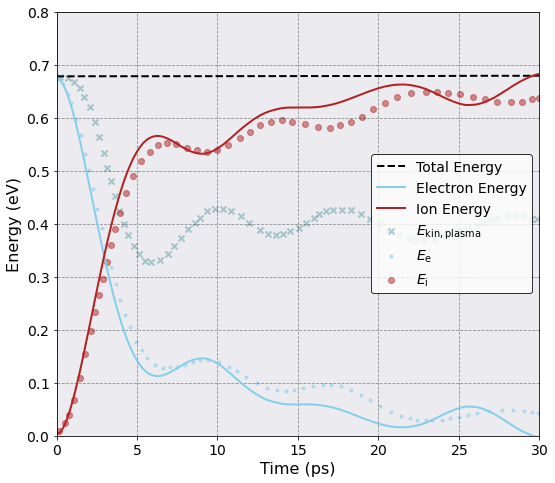 0.8
0.7
0.6
0.5
0.4
0.3
0.2
0.1
0.0
Energy (eV)
0 5 10 15 20 25 30
Time (ps)
Total Energy
Electron Energy
Ion Energy
E_kin,plasma
E_e
E_i